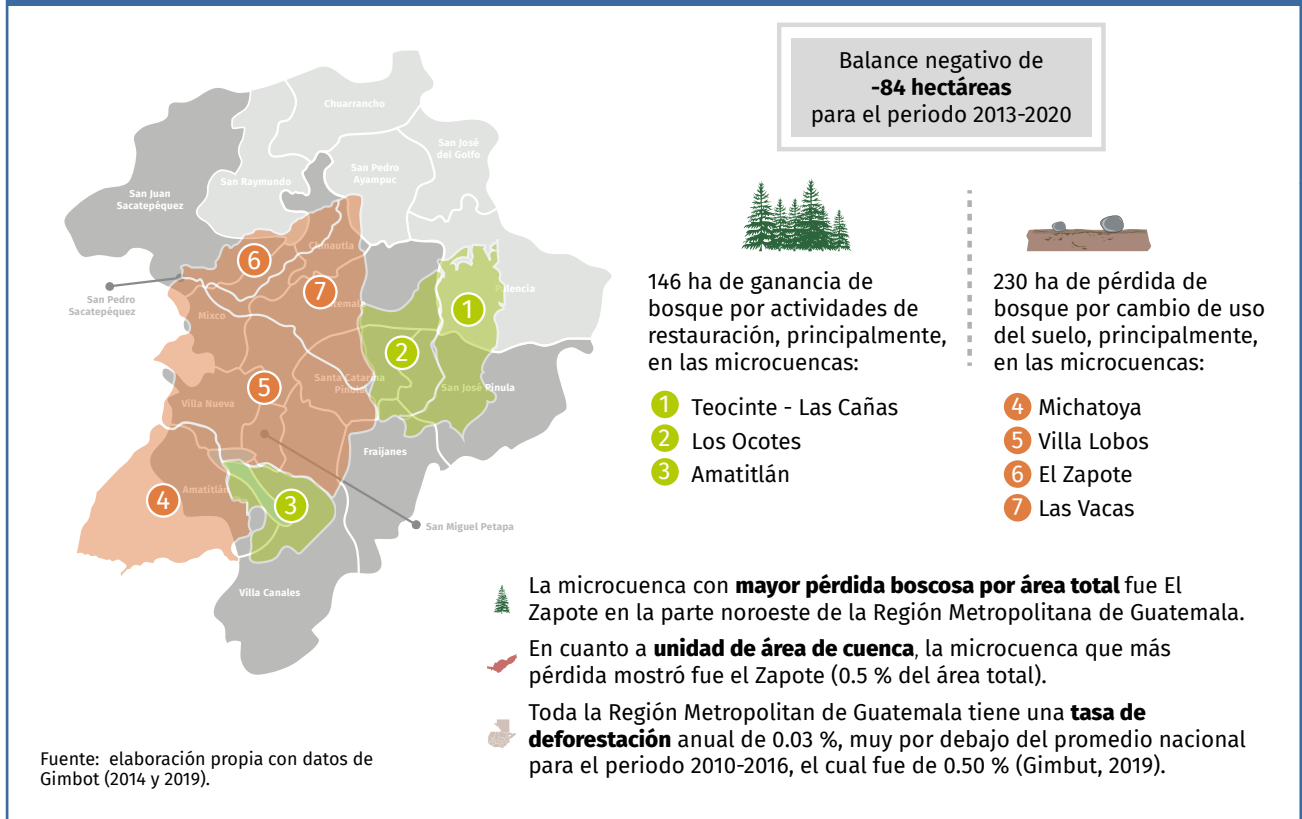 Balance negativo de
-84 hectáreas
para el periodo 2013-2020
Chuarrancho
San José
del Golfo
San Pedro
Ayampuc
San Raymundo
San Juan
Sacatepéquez
Chinautla
6
7
San Pedro
Sacatepéquez
Mixco
Palencia
1
2
5
Santa Catarina
Pinula
San José Pinula
Villa Nueva
Fraijanes
4
Amatitlán
3
San Miguel Petapa
Villa Canales
146 ha de ganancia de
bosque por actividades de
restauración, principalmente,
en las microcuencas:
1 Teocinte - Las Cañas
2 Los Ocotes
3 Amatitlán
230 ha de pérdida de
bosque por cambio de uso
del suelo, principalmente,
en las microcuencas:
4 Michatoya
5 Villa Lobos
6 El Zapote
7 Las Vacas
La microcuenca con mayor pérdida boscosa por área total fue El
Zapote en la parte noroeste de la Región Metropolitana de Guatemala.
En cuanto a unidad de área de cuenca, la microcuenca que más
pérdida mostró fue el Zapote (0.5 % del área total).
Toda la Región Metropolitan de Guatemala tiene una tasa de
deforestación anual de 0.03 %, muy por debajo del promedio nacional
para el periodo 2010-2016, el cual fue de 0.50 % (Gimbut, 2019).
Fuente: elaboración propia con datos de
Gimbot (2014 y 2019).